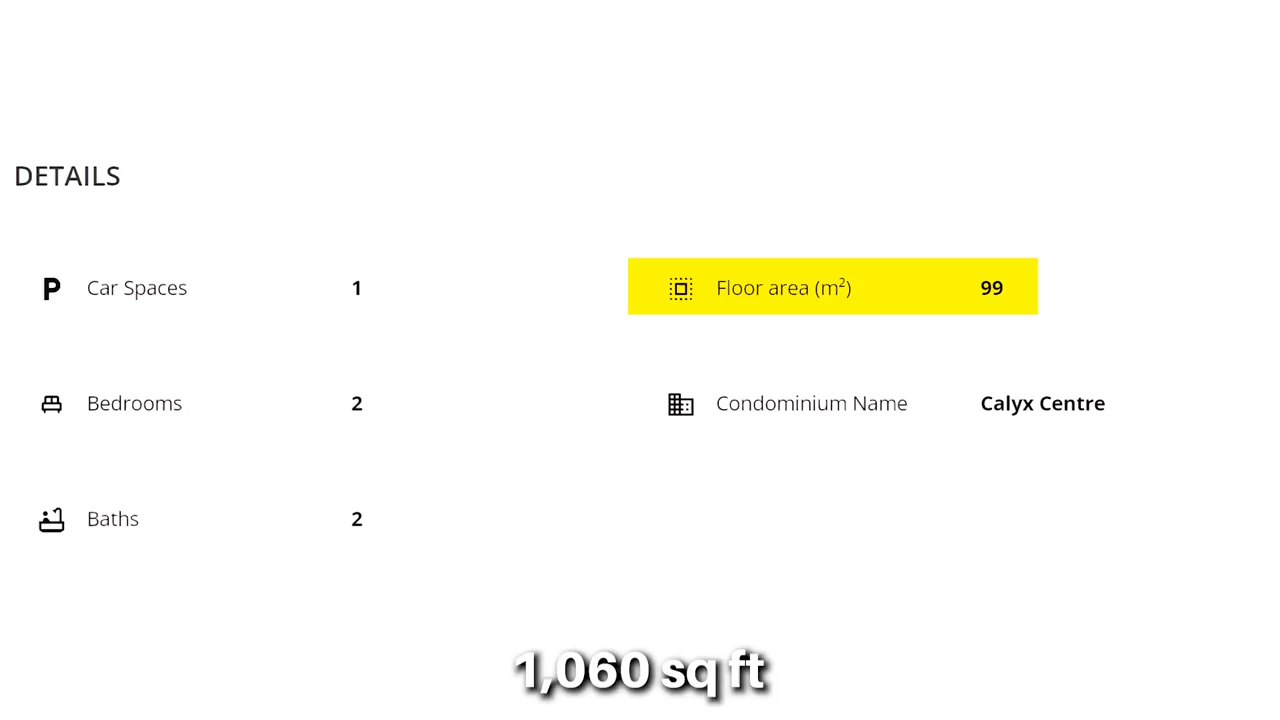 DETAILS
P Car Spaces 1
Floor area (m²) 99
Bedrooms 2
Condominium Name Calyx Centre
Baths 2
1,060 sq ft